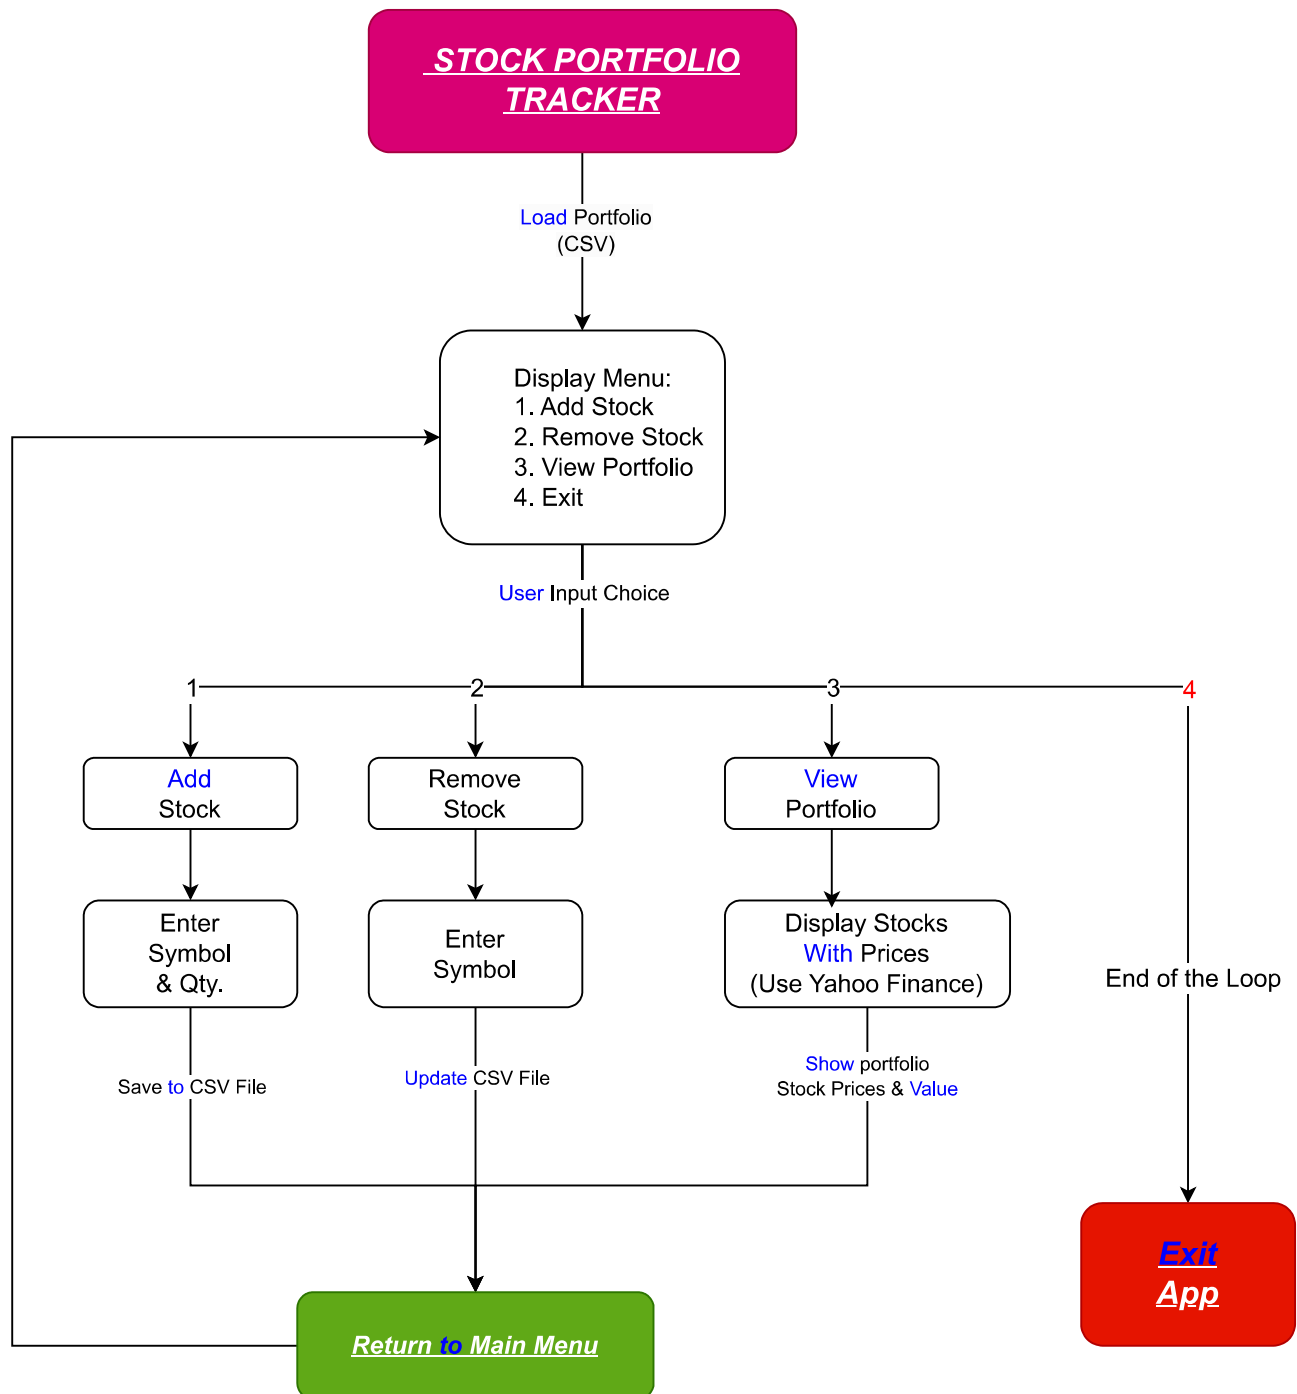 STOCK PORTFOLIO
TRACKER
Load Portfolio
(CSV)
Display Menu:
1. Add Stock
2. Remove Stock
3. View Portfolio
4. Exit
User Input Choice
1
2
3
4
Add
Stock
Remove
Stock
View
Portfolio
Enter
Symbol
& Qty.
Enter
Symbol
Display Stocks
With Prices
(Use Yahoo Finance)
End of the Loop
Save to CSV File
Update CSV File
Show portfolio
Stock Prices & Value
Exit
App
Return to Main Menu